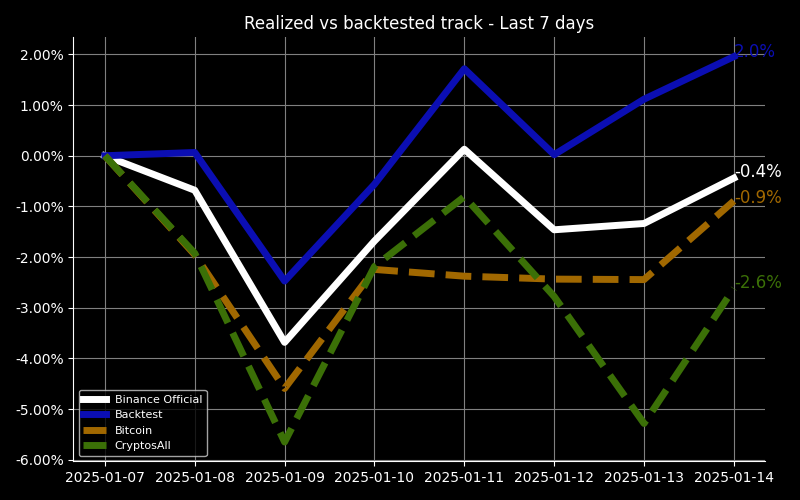 Realized vs backtested track - Last 7 days
2.00%
1.00%
0.00%
-1.00%
-2.00%
-3.00%
-4.00%
-5.00%
-6.00%
2.0%
-0.4%
-0.9%
-2.6%
Binance Official
Backtest
Bitcoin
CryptosAll
2025-01-07 2025-01-08 2025-01-09 2025-01-10 2025-01-11 2025-01-12 2025-01-13 2025-01-14